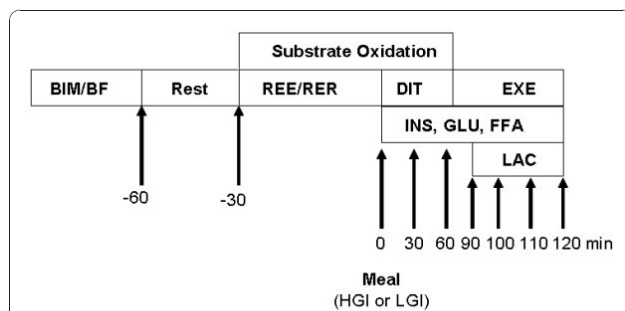 Substrate Oxidation
BIM/BF Rest REE/RER DIT EXE
INS, GLU, FFA
LAC
-60 -30
0 30 60 90 100 110 120 min
Meal
(HGI or LGI)